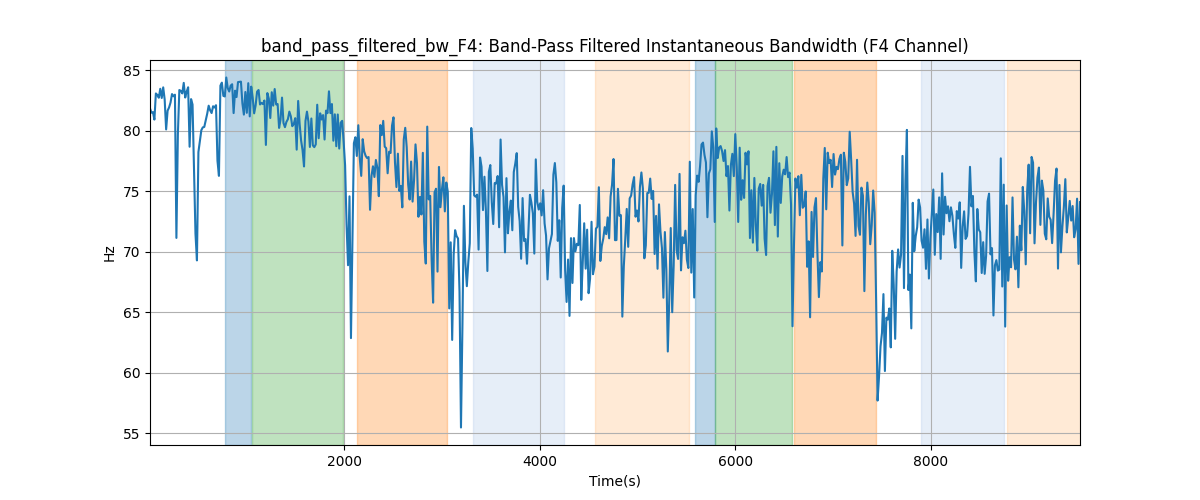 band_pass_filtered_bw_F4: Band-Pass Filtered Instantaneous Bandwidth (F4 Channel)
85
80
75
70
65
60
55
Hz
2000 4000 6000 8000
Time(s)